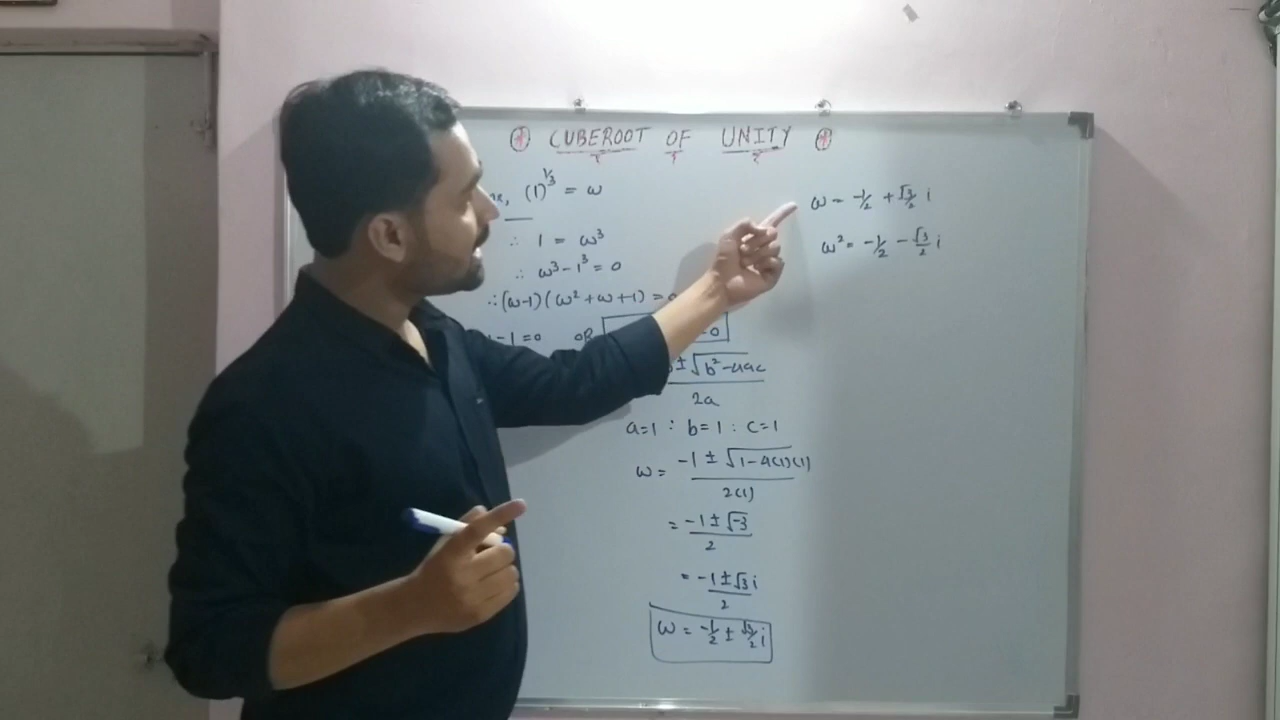 * CUBEROOT OF UNITY *
(1)^1/3 = ω
∴ 1 = ω³
∴ ω³-1³ = 0
∴(ω-1)(ω²+ω+1) =
-1=0 OR =0
± √b²-4ac
2a
a=1 : b=1 : c=1
ω = -1 ± √1-4(1)(1)
2(1)
= -1±√-3
2
= -1±√3 i
2
ω = -1/2 ± √3/2 i
ω = -1/2 + √3/2 i
ω² = -1/2 - √3/2 i